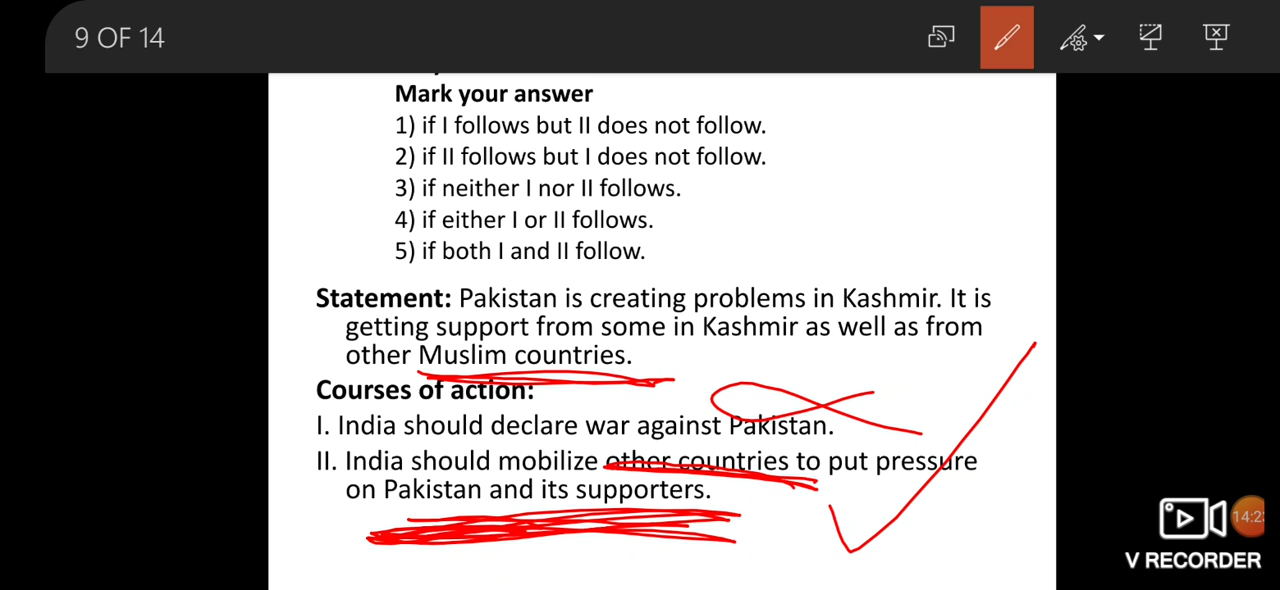 9 OF 14
Mark your answer
1) if I follows but II does not follow.
2) if II follows but I does not follow.
3) if neither I nor II follows.
4) if either I or II follows.
5) if both I and II follow.
Statement: Pakistan is creating problems in Kashmir. It is
getting support from some in Kashmir as well as from
other Muslim countries.
Courses of action:
I. India should declare war against Pakistan.
II. India should mobilize other countries to put pressure
on Pakistan and its supporters.
V RECORDER